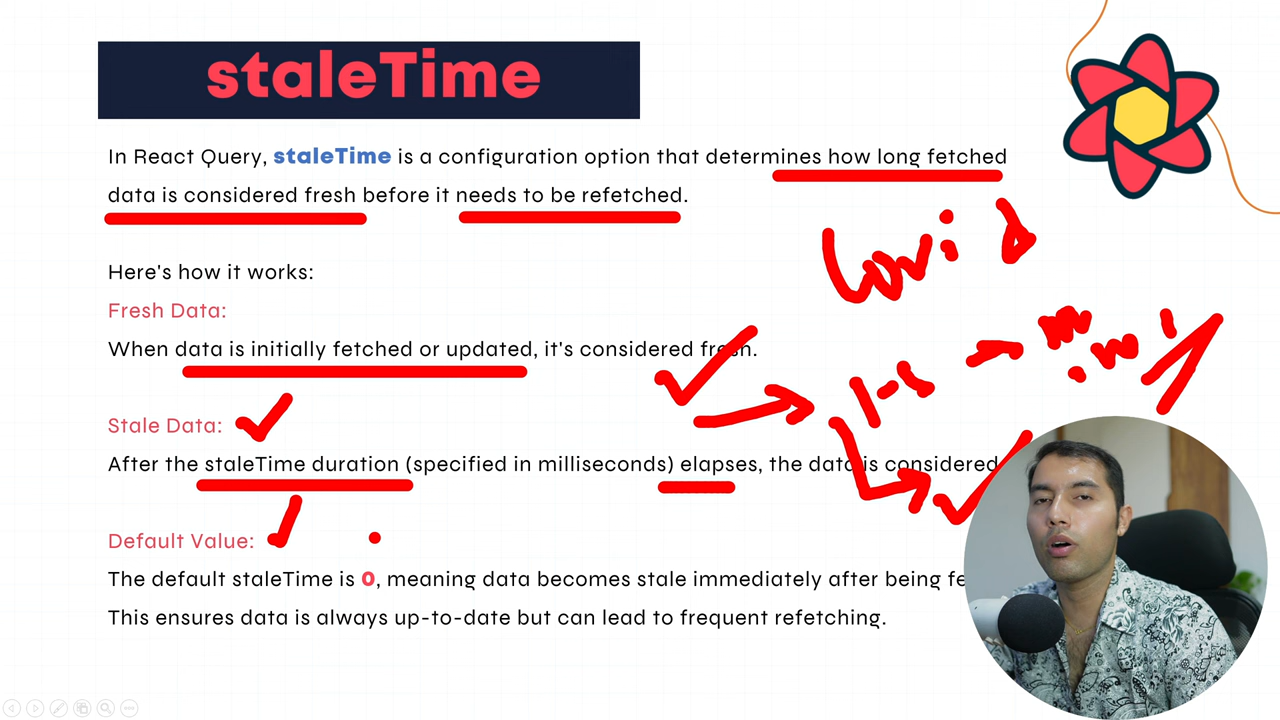 staleTime
In React Query, staleTime is a configuration option that determines how long fetched
data is considered fresh before it needs to be refetched.
Here's how it works:
Fresh Data:
When data is initially fetched or updated, it's considered fresh.
Stale Data:
After the staleTime duration (specified in milliseconds) elapses, the data is considered
Default Value:
The default staleTime is 0, meaning data becomes stale immediately after being fe
This ensures data is always up-to-date but can lead to frequent refetching.
Covid